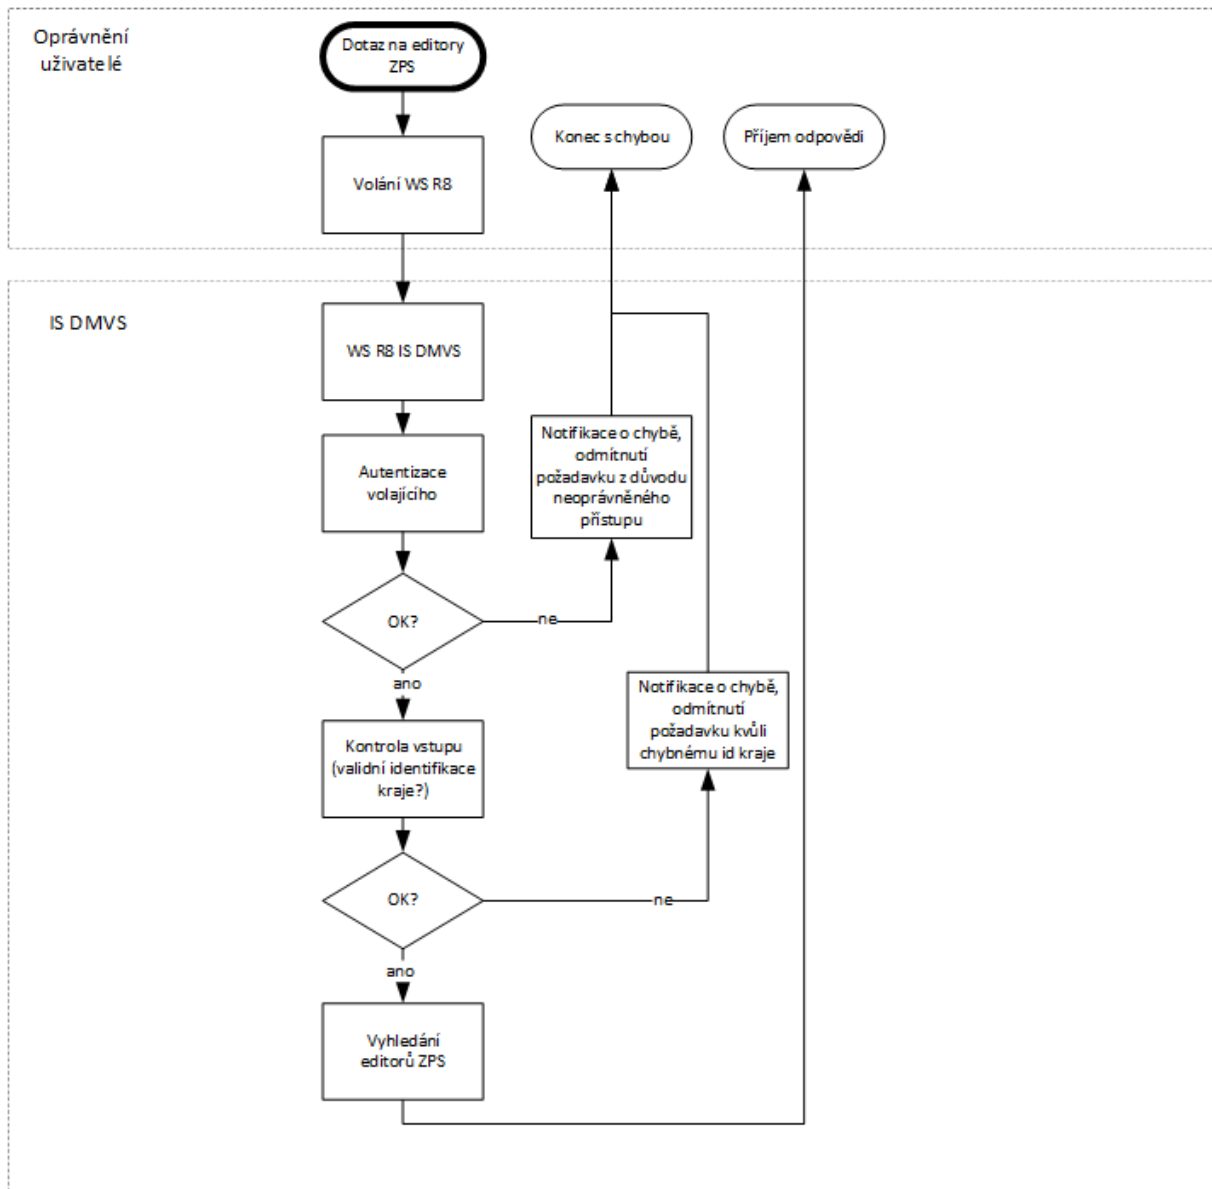 Oprávnění
uživatelé
Dotaz na editory
ZPS
Konec s chybou
Příjem odpovědi
Volání WS R8
IS DMVS
WS R8 IS DMVS
Notifikace o chybě,
odmítnutí
požadavku z důvodu
neoprávněného
přístupu
Autentizace
volajícího
OK?
ne
ano
Notifikace o chybě,
odmítnutí
požadavku kvůli
chybnému id kraje
Kontrola vstupu
(validní identifikace
kraje?)
OK?
ne
ano
Vyhledání
editorů ZPS